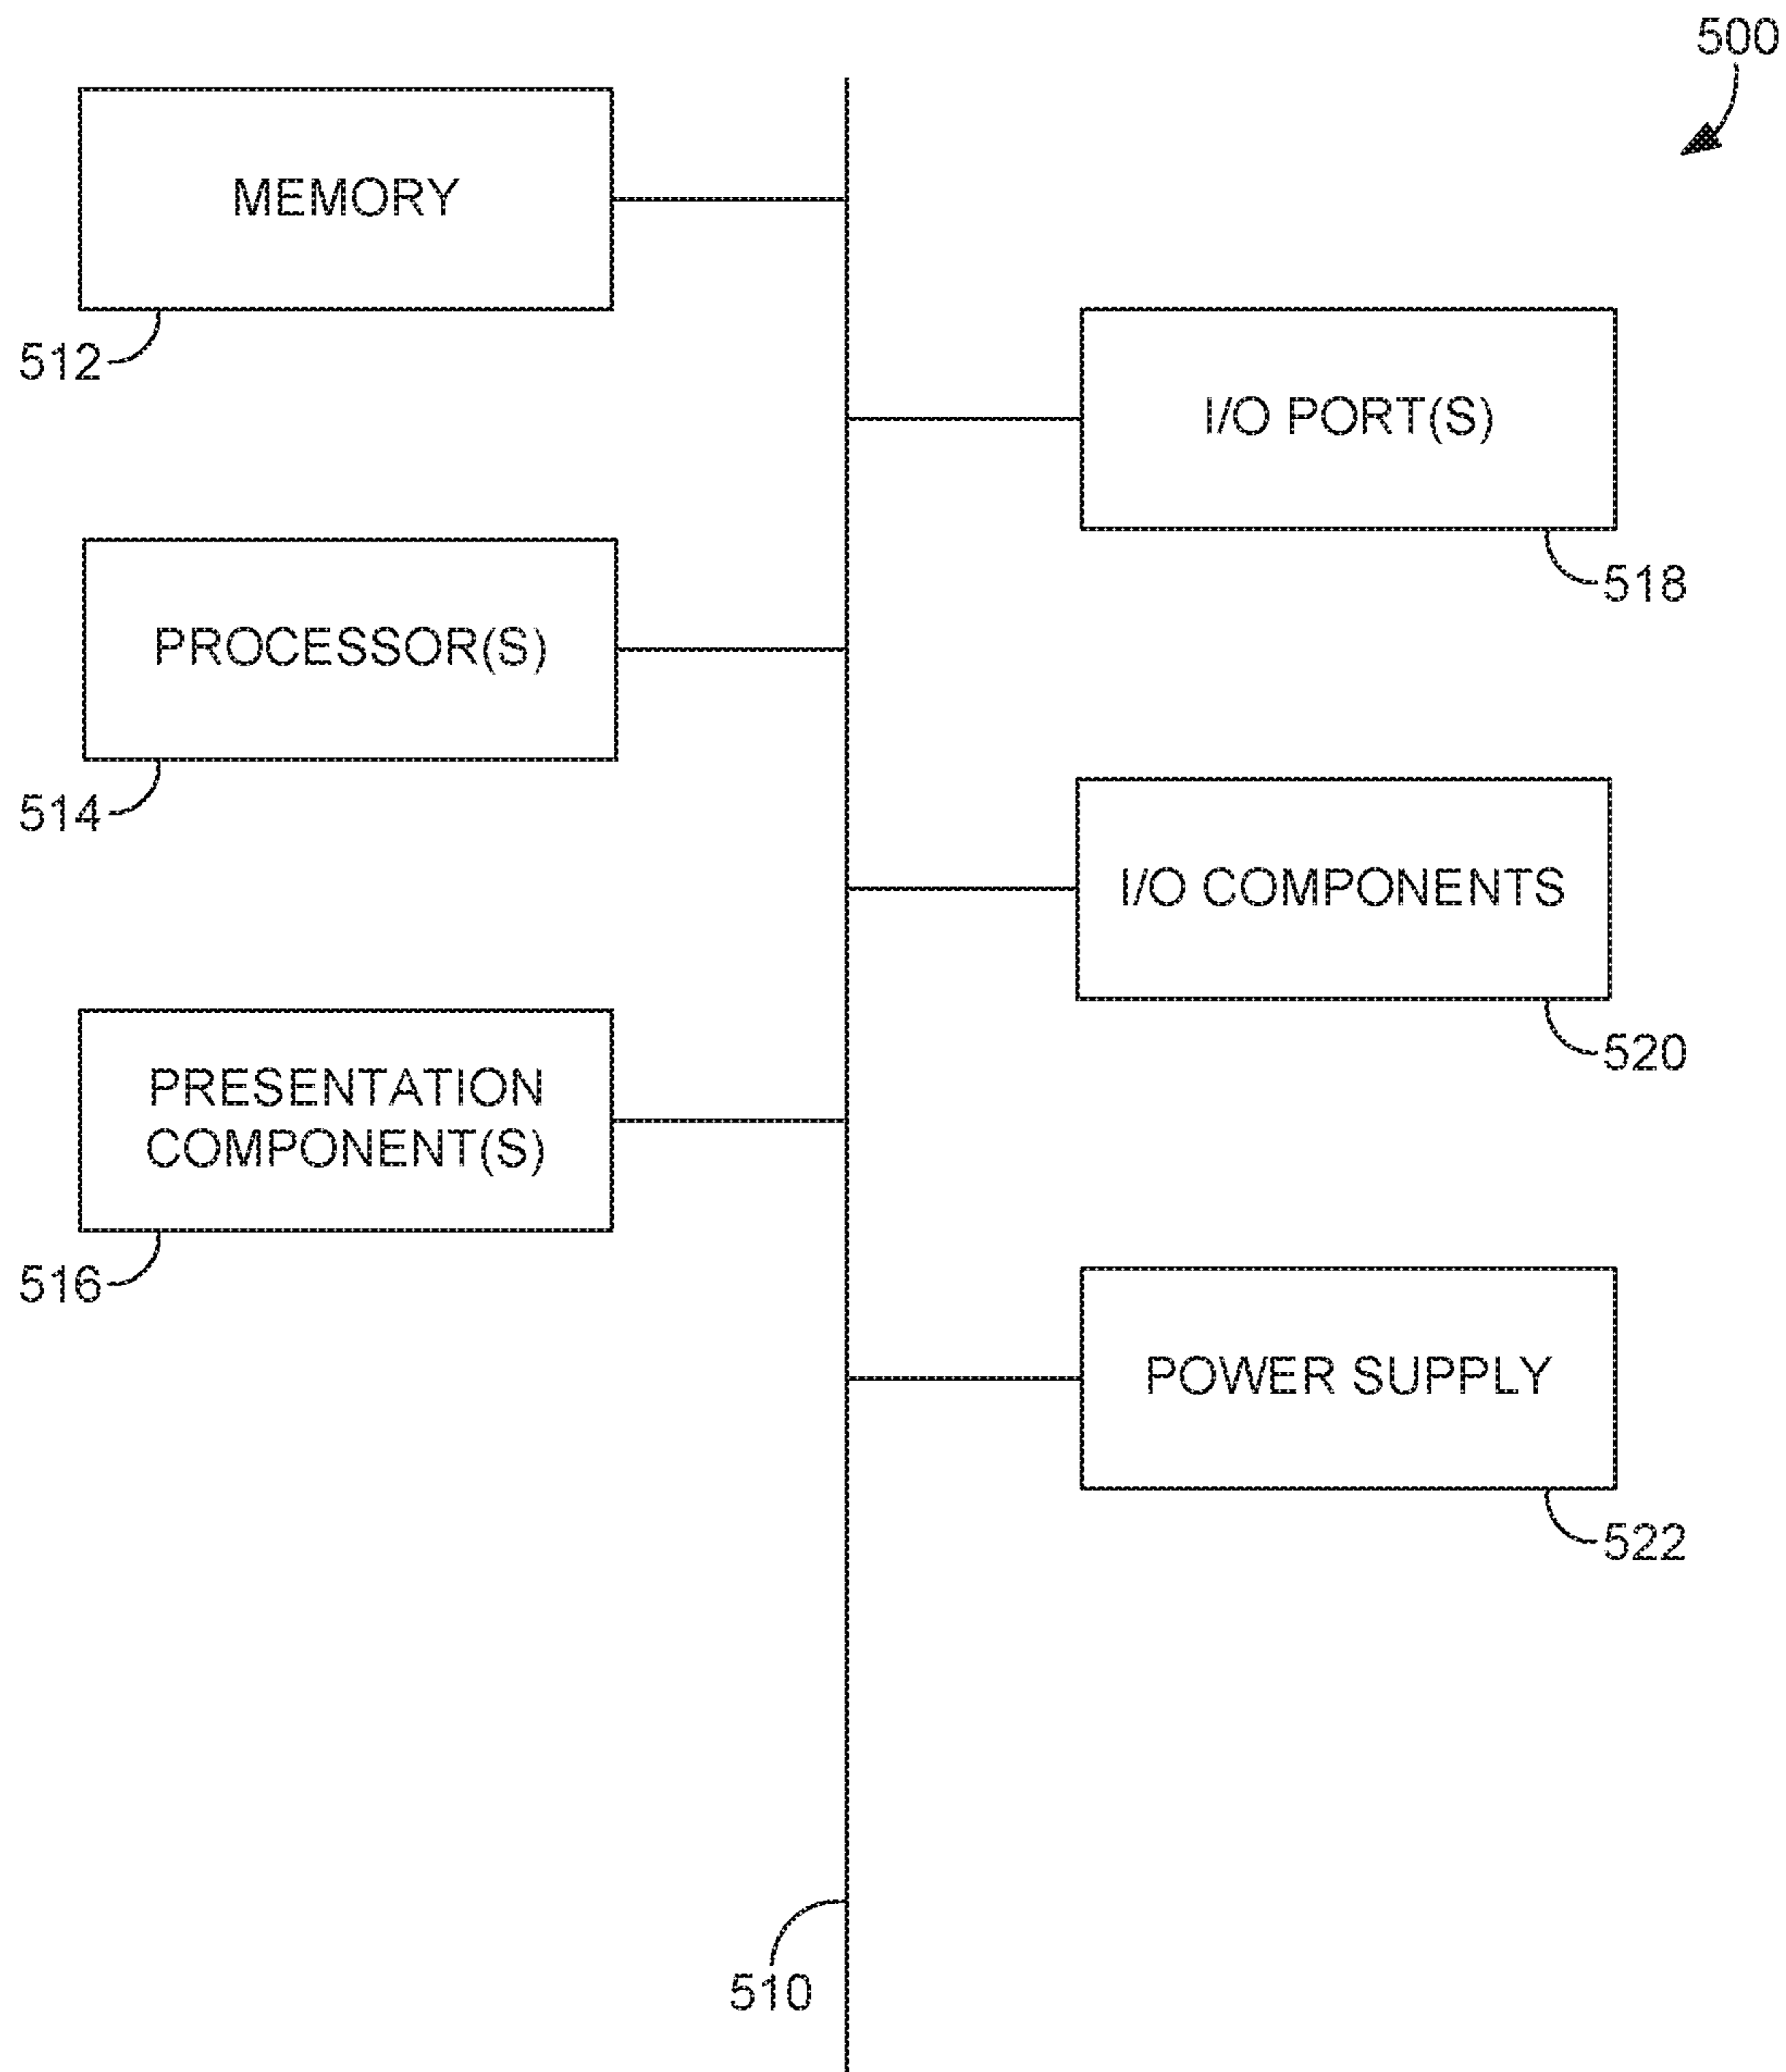 500
MEMORY
512
I/O PORT(S)
518
PROCESSOR(S)
514
I/O COMPONENTS
520
PRESENTATION
COMPONENT(S)
516
POWER SUPPLY
522
510